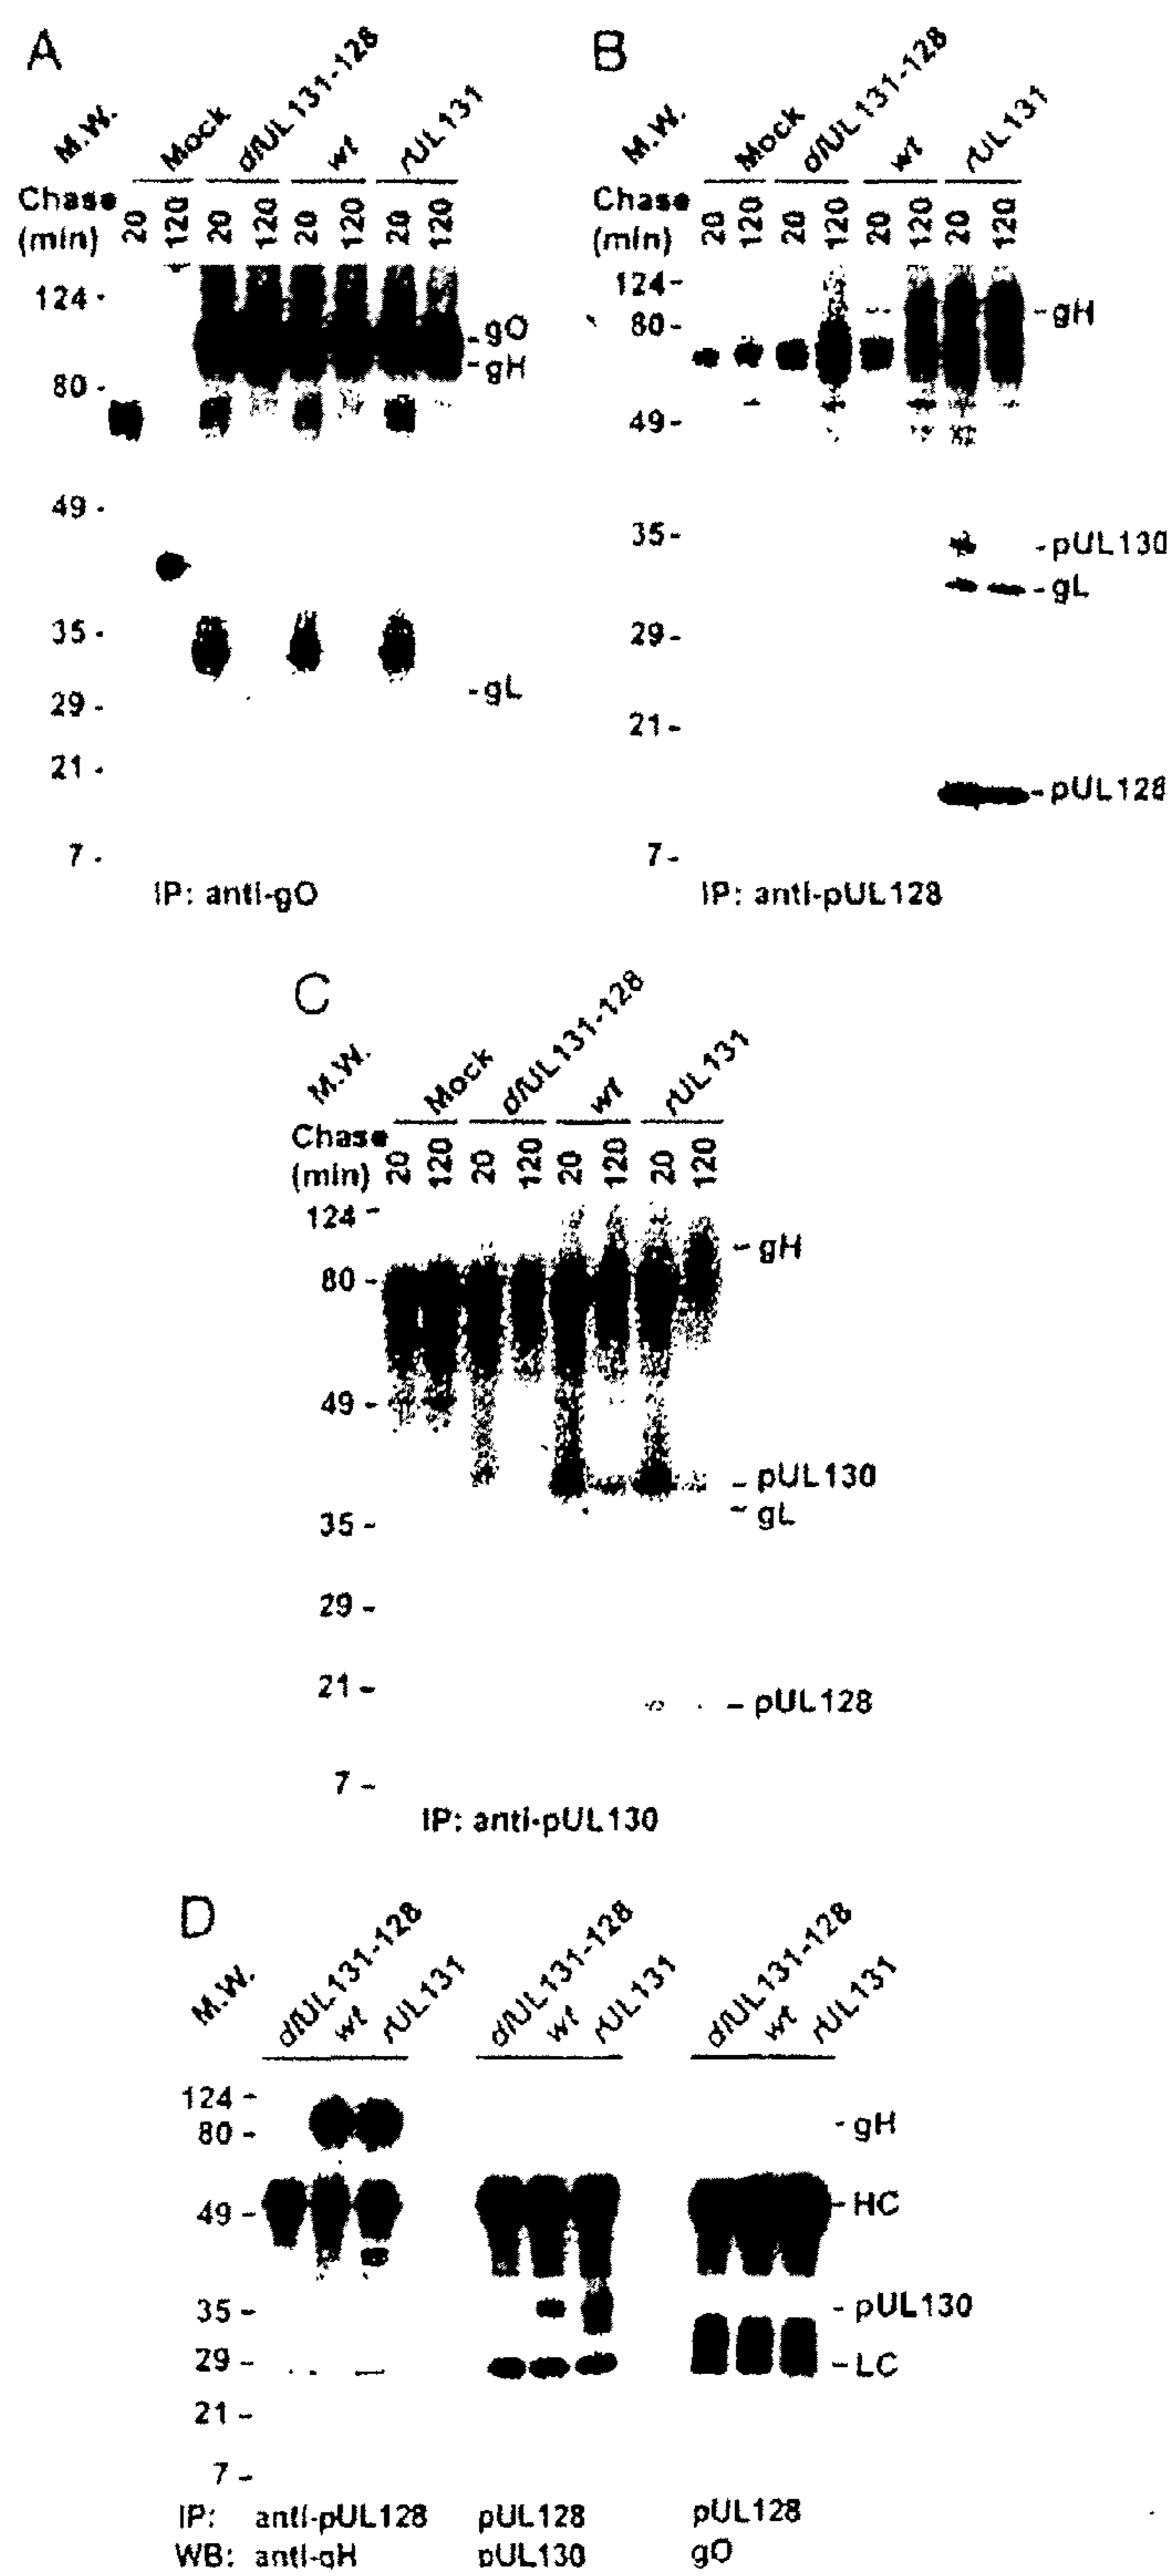 A
M.W.
Mock
dlUL131-128
wt
rUL131
Chase
(min)
20
120
20
120
20
120
20
120
124
80
49
35
29
21
7
gO
gH
gL
IP: anti-gO
B
M.W.
Mock
dlUL131-128
wt
rUL131
Chase
(min)
20
120
20
120
20
120
20
120
124
80
49
35
29
21
7
gH
pUL130
gL
pUL128
IP: anti-pUL128
C
M.W.
Mock
dlUL131-128
wt
rUL131
Chase
(min)
20
120
20
120
20
120
20
120
124
80
49
35
29
21
7
gH
pUL130
gL
pUL128
IP: anti-pUL130
D
M.W.
dlUL131-128
wt
rUL131
dlUL131-128
wt
rUL131
dlUL131-128
wt
rUL131
124
80
49
35
29
21
7
gH
HC
pUL130
LC
IP: anti-pUL128 pUL128 pUL128
WB: anti-gH pUL130 gO